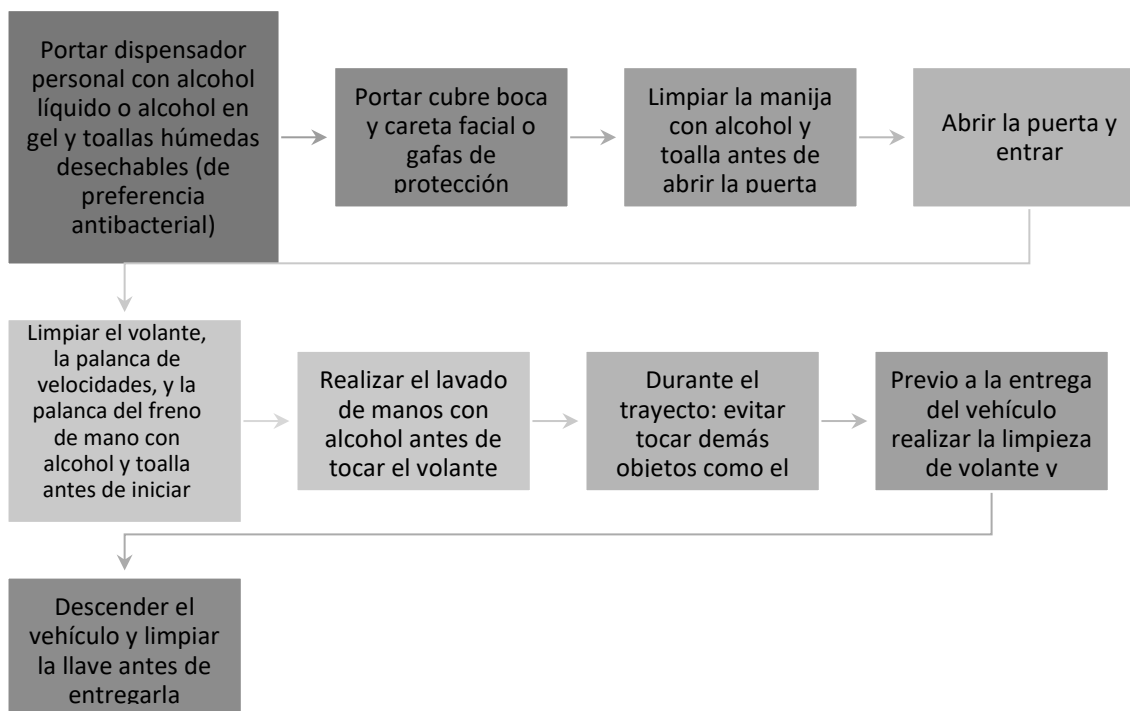 Portar dispensador
personal con alcohol
líquido o alcohol en
gel y toallas húmedas
desechables (de
preferencia
antibacterial)
Portar cubre boca
y careta facial o
gafas de
protección
Limpiar la manija
con alcohol y
toalla antes de
abrir la puerta
Abrir la puerta y
entrar
Limpiar el volante,
la palanca de
velocidades, y la
palanca del freno
de mano con
alcohol y toalla
antes de iniciar
Realizar el lavado
de manos con
alcohol antes de
tocar el volante
Durante el
trayecto: evitar
tocar demás
objetos como el
Previo a la entrega
del vehículo
realizar la limpieza
de volante y
Descender el
vehículo y limpiar
la llave antes de
entregarla